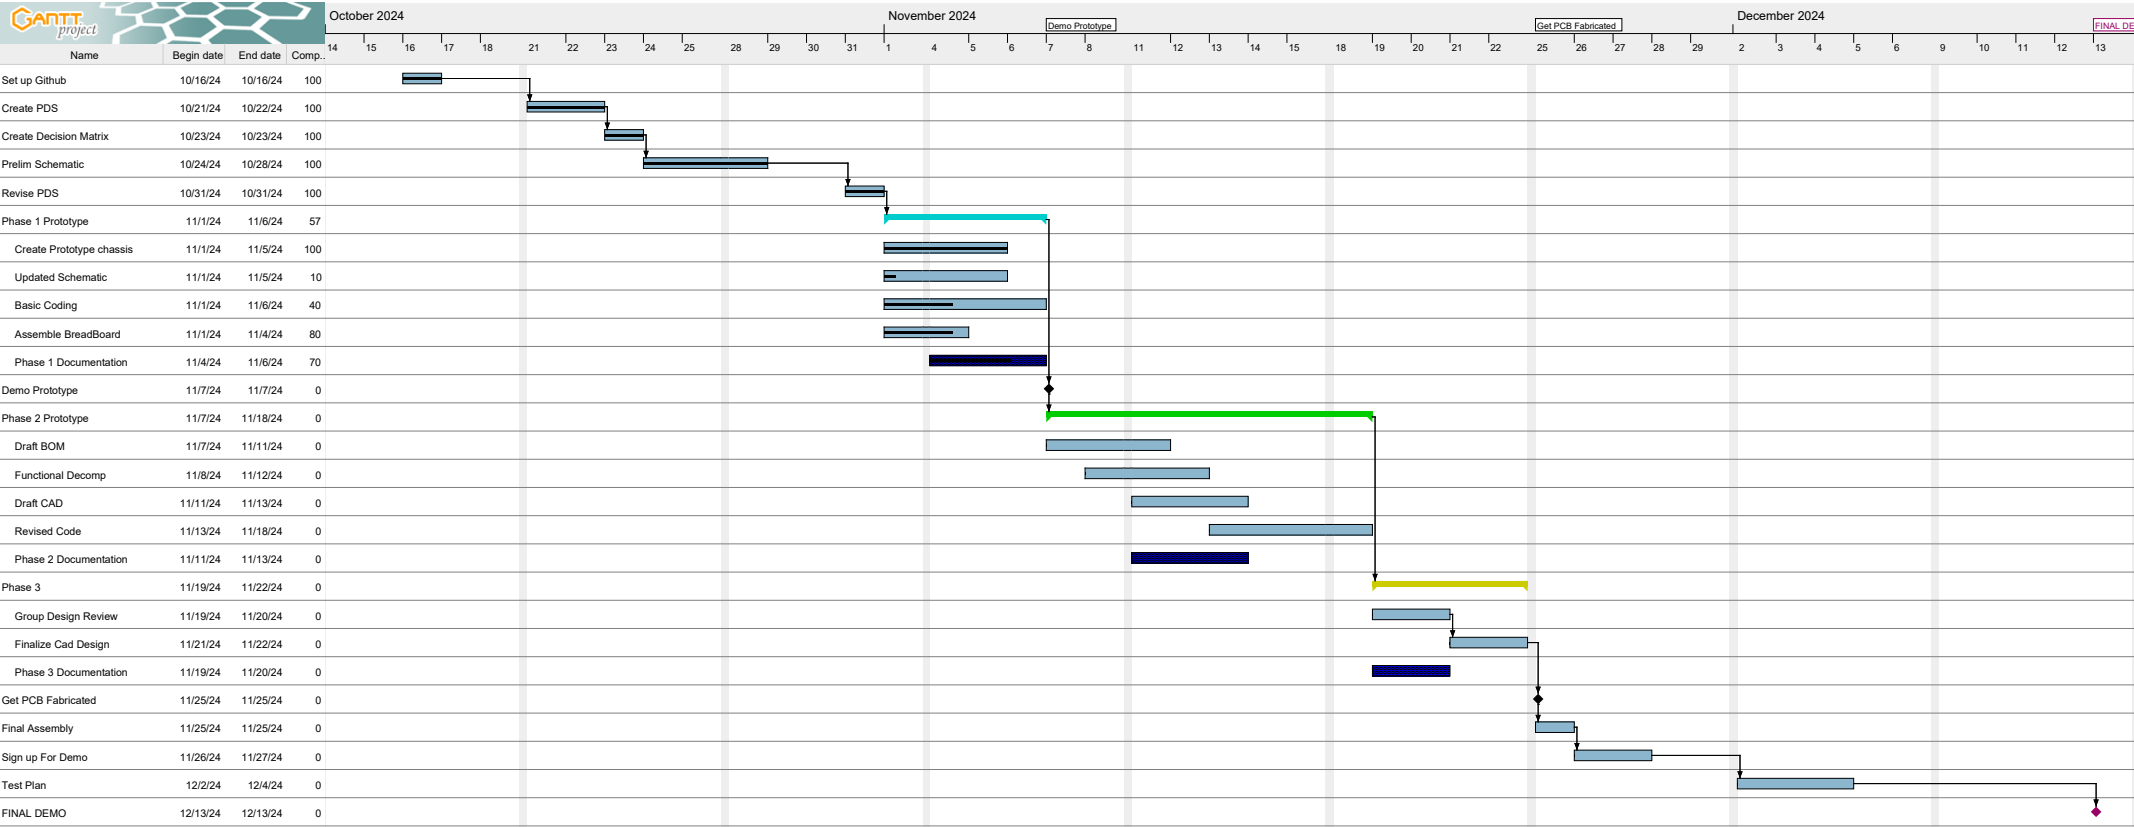 GANTT
project
October 2024
November 2024
December 2024
Demo Prototype
Get PCB Fabricated
FINAL DE
14 15 16 17 18 21 22 23 24 25 28 29 30 31 1 4 5 6 7 8 11 12 13 14 15 18 19 20 21 22 25 26 27 28 29 2 3 4 5 6 9 10 11 12 13
Name Begin date End date Comp..
Set up Github 10/16/24 10/16/24 100
Create PDS 10/21/24 10/22/24 100
Create Decision Matrix 10/23/24 10/23/24 100
Prelim Schematic 10/24/24 10/28/24 100
Revise PDS 10/31/24 10/31/24 100
Phase 1 Prototype 11/1/24 11/6/24 57
Create Prototype chassis 11/1/24 11/5/24 100
Updated Schematic 11/1/24 11/5/24 10
Basic Coding 11/1/24 11/6/24 40
Assemble BreadBoard 11/1/24 11/4/24 80
Phase 1 Documentation 11/4/24 11/6/24 70
Demo Prototype 11/7/24 11/7/24 0
Phase 2 Prototype 11/7/24 11/18/24 0
Draft BOM 11/7/24 11/11/24 0
Functional Decomp 11/8/24 11/12/24 0
Draft CAD 11/11/24 11/13/24 0
Revised Code 11/13/24 11/18/24 0
Phase 2 Documentation 11/11/24 11/13/24 0
Phase 3 11/19/24 11/22/24 0
Group Design Review 11/19/24 11/20/24 0
Finalize Cad Design 11/21/24 11/22/24 0
Phase 3 Documentation 11/19/24 11/20/24 0
Get PCB Fabricated 11/25/24 11/25/24 0
Final Assembly 11/25/24 11/25/24 0
Sign up For Demo 11/26/24 11/27/24 0
Test Plan 12/2/24 12/4/24 0
FINAL DEMO 12/13/24 12/13/24 0